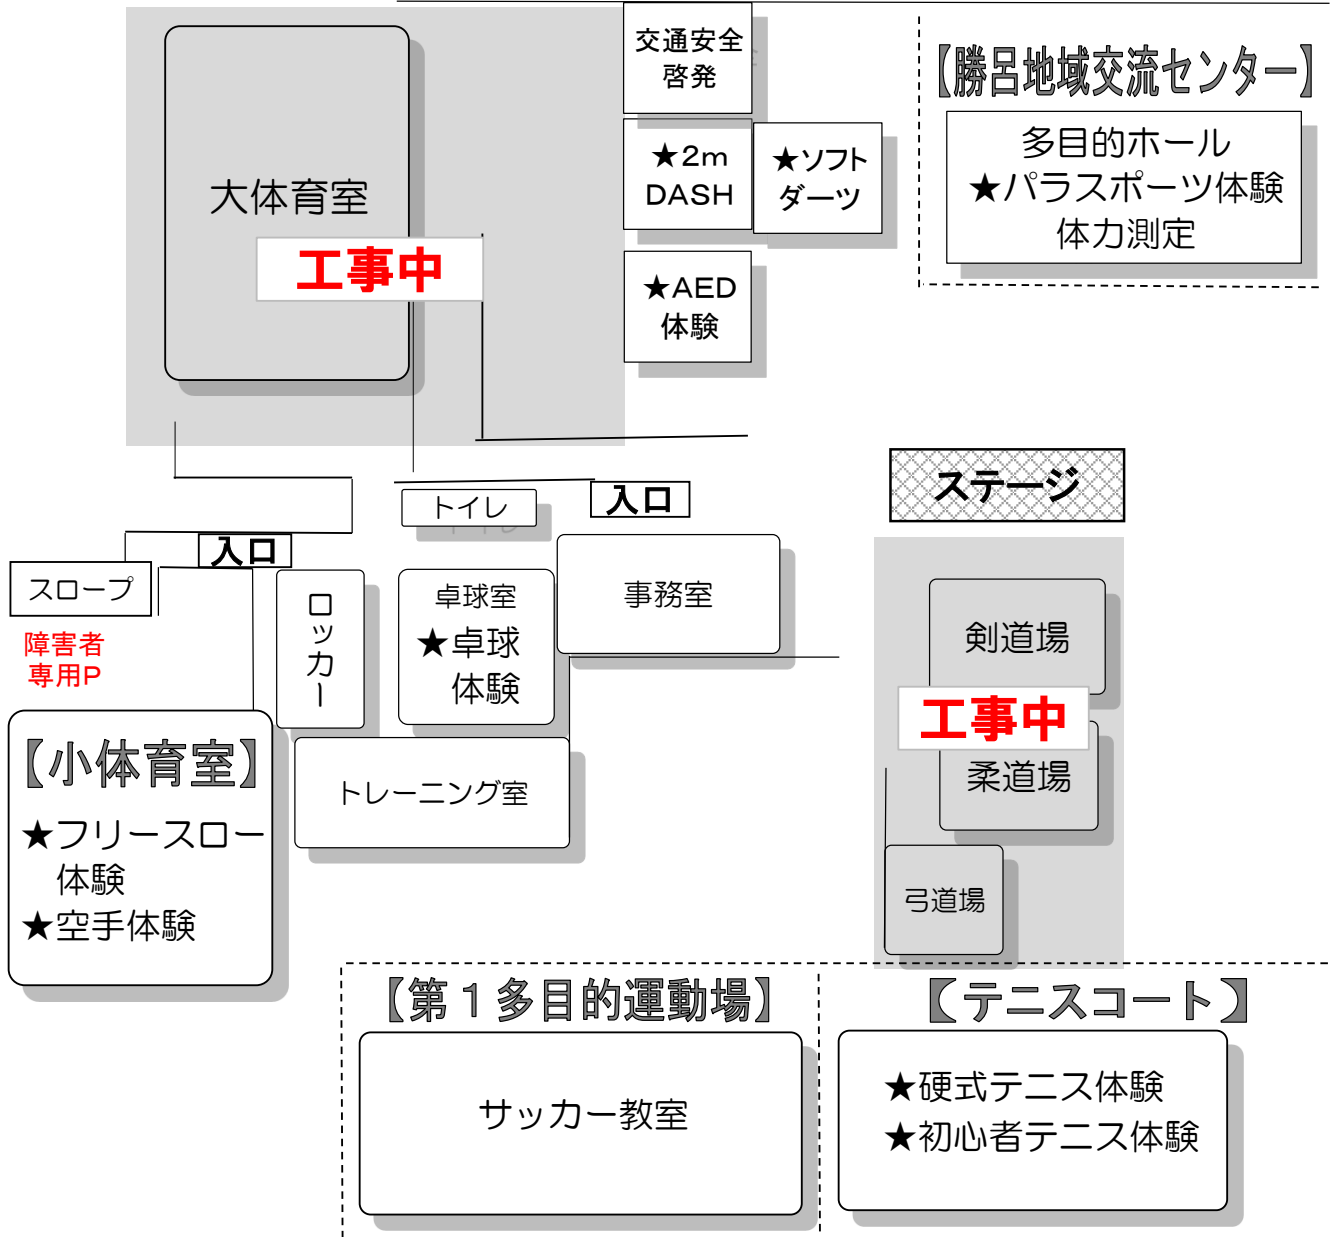 交通安全
啓発
【勝呂地域交流センター】
多目的ホール
★パラスポーツ体験
体力測定
★2m
DASH
★ソフト
ダーツ
大体育室
工事中
★AED
体験
ステージ
トイレ
入口
入口
スロープ
障害者
専用P
ロッカー
卓球室
★卓球
体験
事務室
剣道場
工事中
柔道場
弓道場
【小体育室】
★フリースロー
体験
★空手体験
トレーニング室
【第1多目的運動場】
サッカー教室
【テニスコート】
★硬式テニス体験
★初心者テニス体験